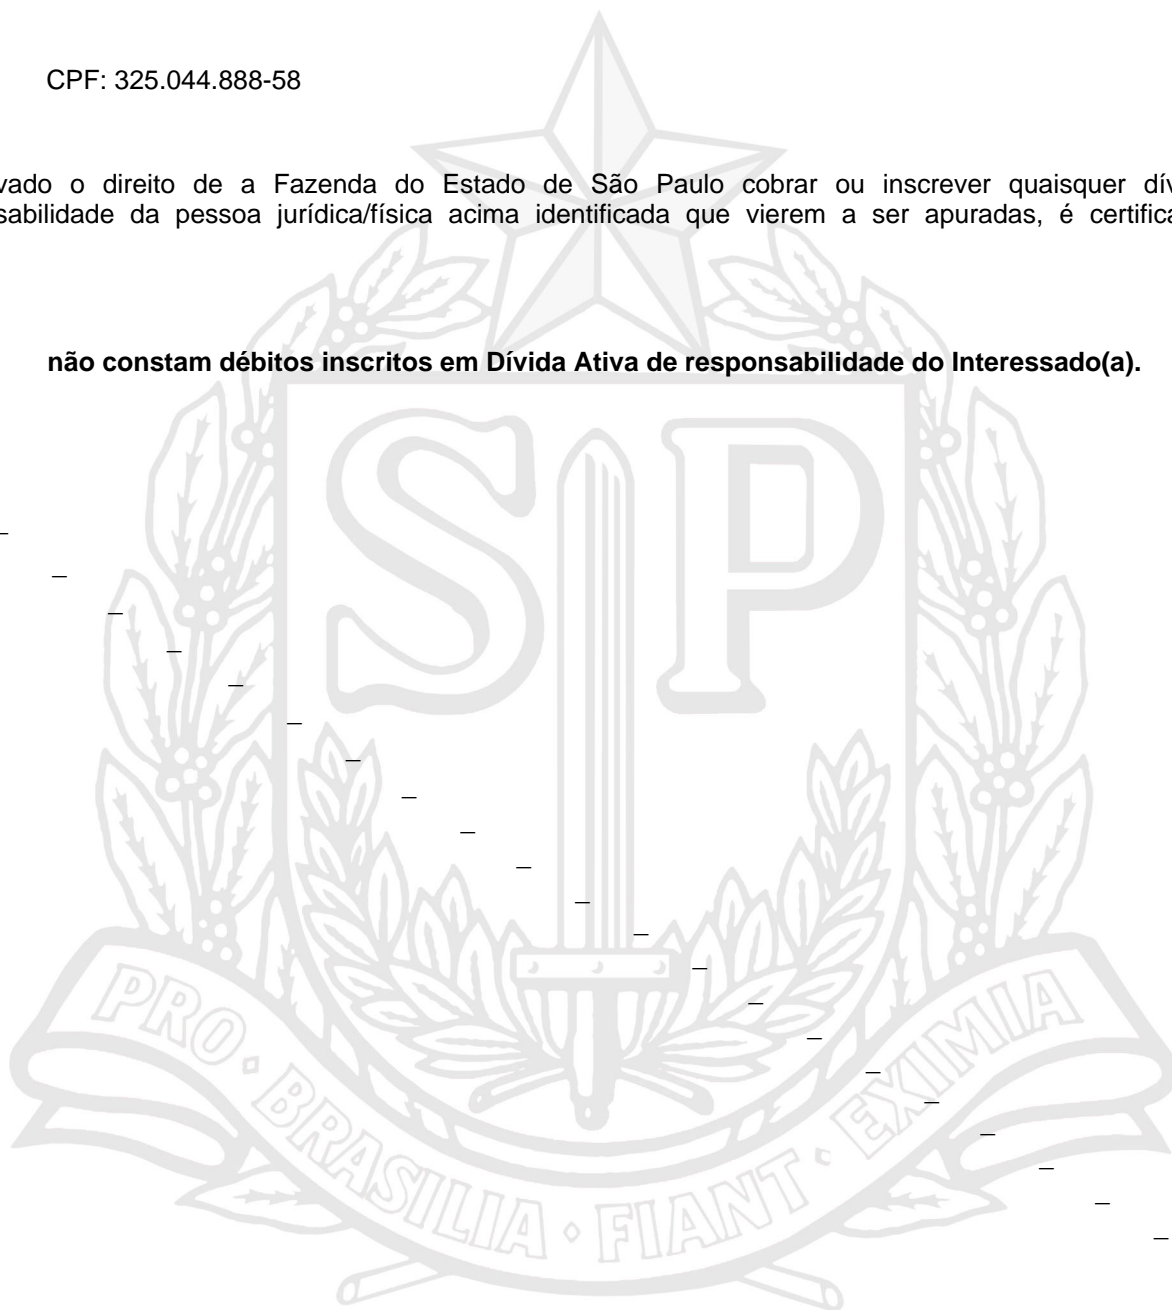 CPF: 325.044.888-58
vado o direito de a Fazenda do Estado de São Paulo cobrar ou inscrever quaisquer dív
sabilidade da pessoa jurídica/física acima identificada que vierem a ser apuradas, é certifica
não constam débitos inscritos em Dívida Ativa de responsabilidade do Interessado(a).
SP
PRO • BRASILIA • FIANT • EXIMIA